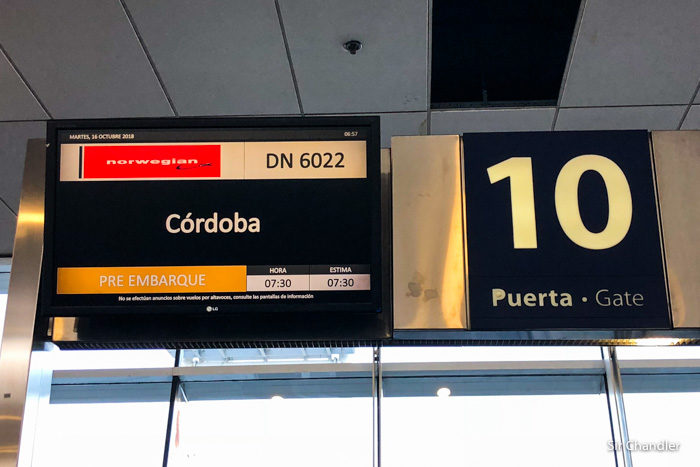 MARTES, 16 OCTUBRE 2018 06:57
norwegian DN 6022
Córdoba
PRE EMBARQUE
HORA ESTIMA
07:30 07:30
No se efectúan anuncios sobre vuelos por altavoces, consulte las pantallas de información
LG
10
Puerta · Gate
Sir Chandler